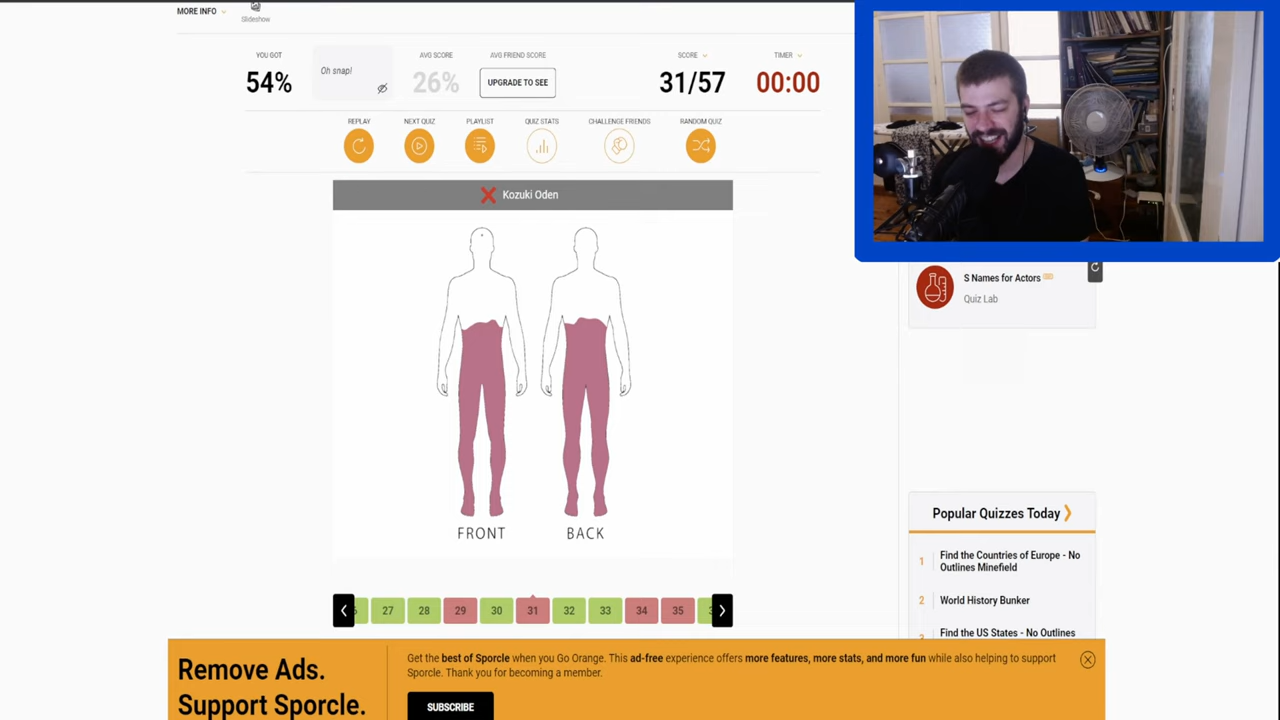 MORE INFO
Slideshow
YOU GOT
54%
Oh snap!
AVG SCORE
26%
AVG FRIEND SCORE
UPGRADE TO SEE
SCORE
31/57
TIMER
00:00
REPLAY
NEXT QUIZ
PLAYLIST
QUIZ STATS
CHALLENGE FRIENDS
RANDOM QUIZ
Kozuki Oden
FRONT
BACK
27
28
29
30
31
32
33
34
35
S Names for Actors
Quiz Lab
Popular Quizzes Today
1
Find the Countries of Europe - No
Outlines Minefield
2
World History Bunker
Find the US States - No Outlines
Remove Ads.
Support Sporcle.
Get the best of Sporcle when you Go Orange. This ad-free experience offers more features, more stats, and more fun while also helping to support
Sporcle. Thank you for becoming a member.
SUBSCRIBE